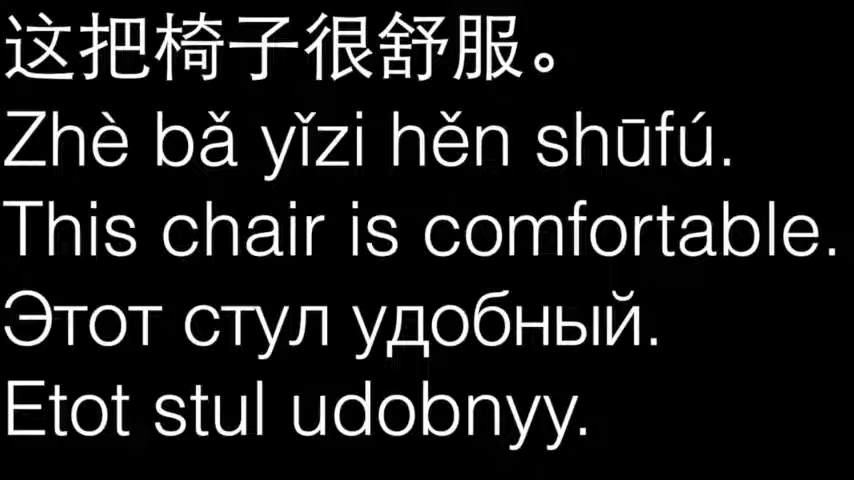 这把椅子很舒服。
Zhè bǎ yǐzi hěn shūfú.
This chair is comfortable.
Этот стул удобный.
Etot stul udobnyy.